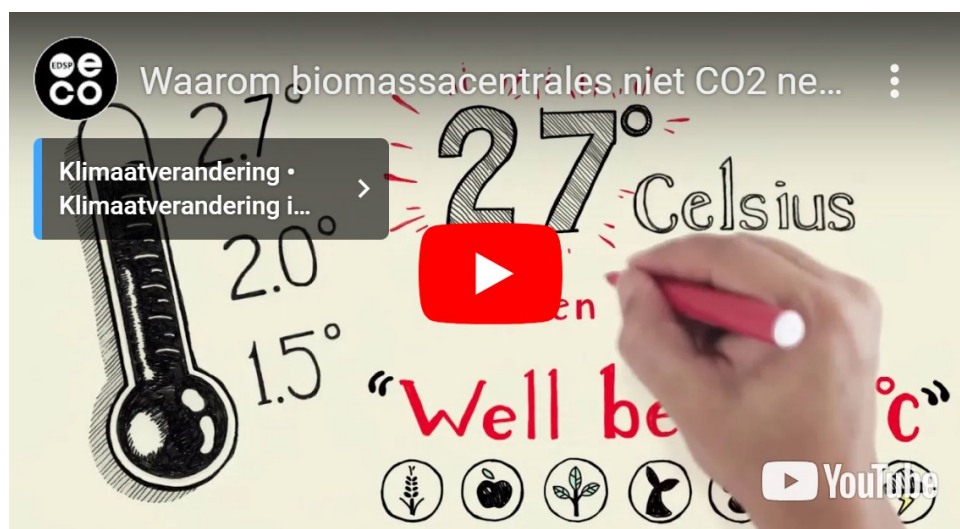 EDSP
eco
Waarom biomassacentrales niet CO2 ne...
Klimaatverandering •
Klimaatverandering i...
2.7°
2.0°
1.5°
27°
Celsius
en
"Well be °C"
YouTube